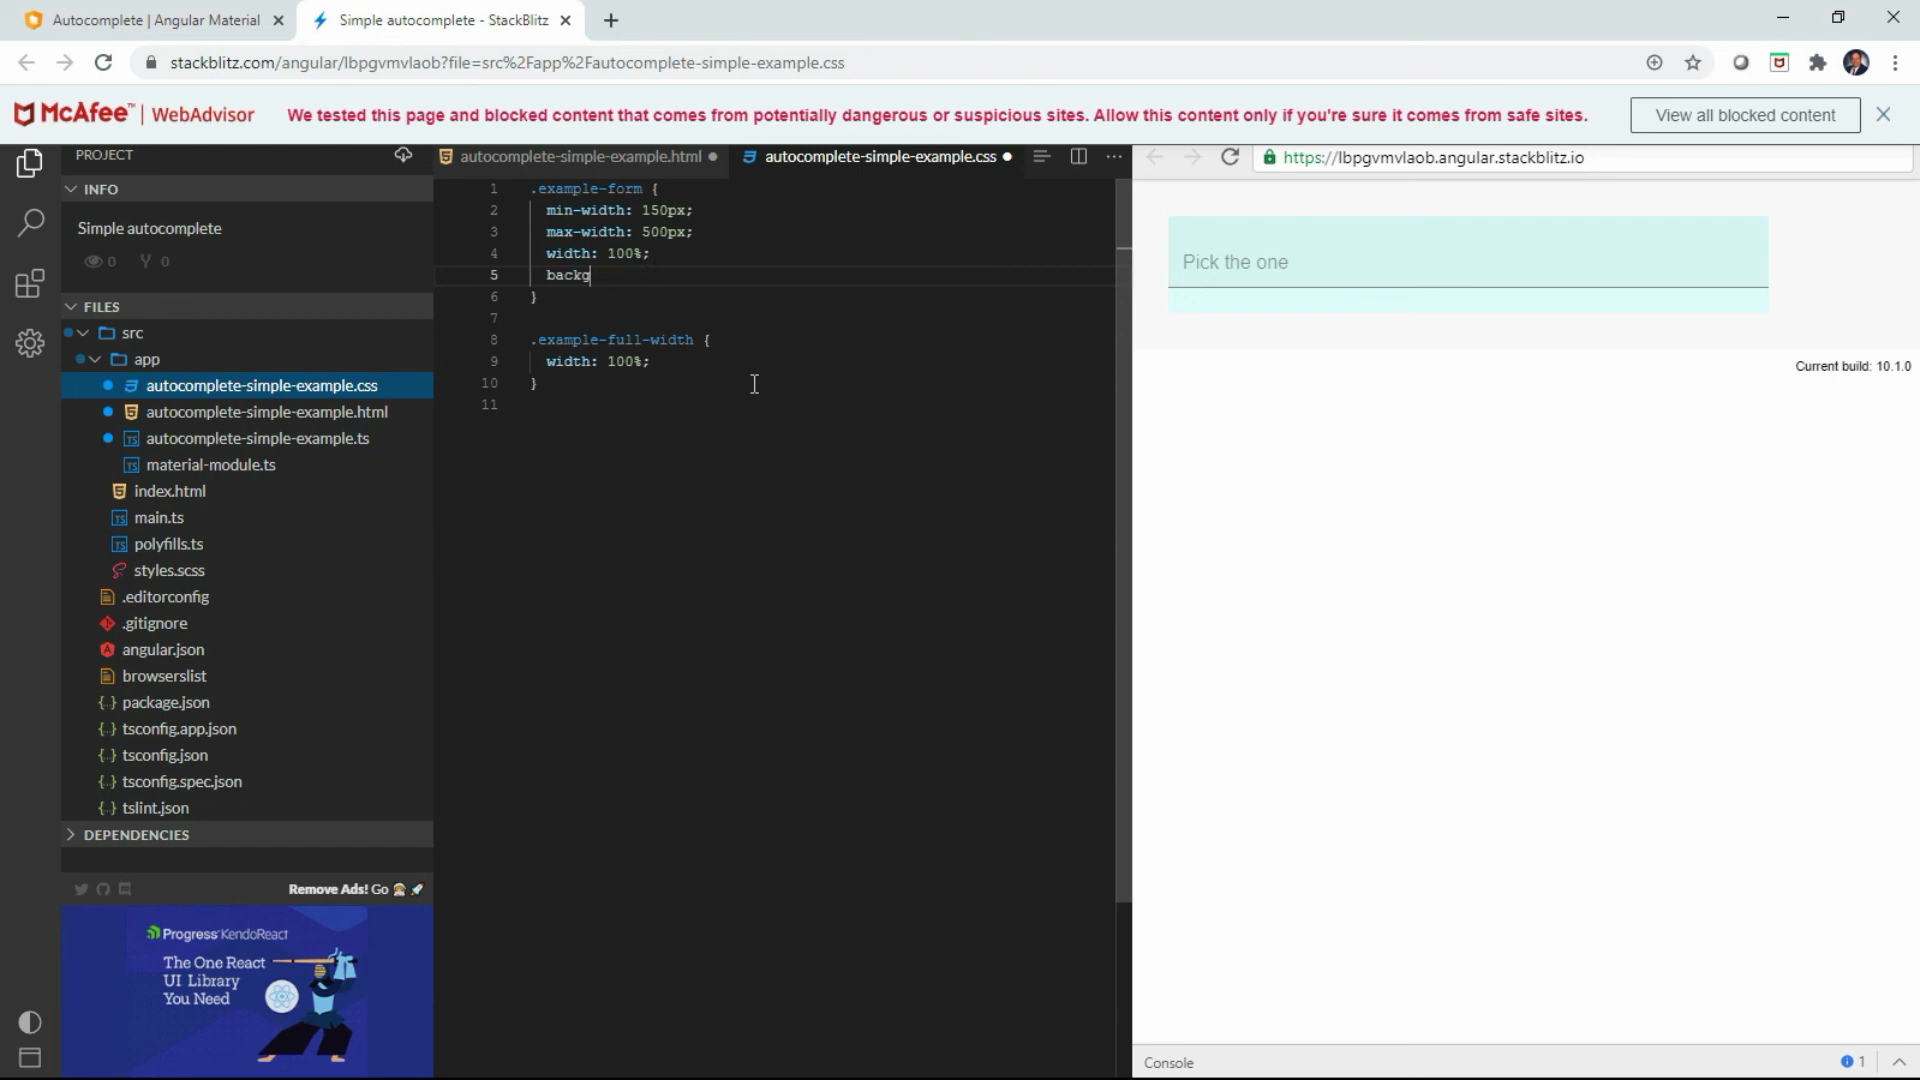 Autocomplete | Angular Material
Simple autocomplete - StackBlitz
stackblitz.com/angular/lbpgvmvlaob?file=src%2Fapp%2Fautocomplete-simple-example.css
McAfee™ | WebAdvisor
We tested this page and blocked content that comes from potentially dangerous or suspicious sites. Allow this content only if you're sure it comes from safe sites.
View all blocked content
PROJECT
INFO
Simple autocomplete
0 0
FILES
src
app
autocomplete-simple-example.css
autocomplete-simple-example.html
autocomplete-simple-example.ts
material-module.ts
index.html
main.ts
polyfills.ts
styles.scss
.editorconfig
.gitignore
angular.json
browserslist
package.json
tsconfig.app.json
tsconfig.json
tsconfig.spec.json
tslint.json
DEPENDENCIES
Remove Ads! Go
Progress KendoReact
The One React
UI Library
You Need
autocomplete-simple-example.html
autocomplete-simple-example.css
1 .example-form {
2 min-width: 150px;
3 max-width: 500px;
4 width: 100%;
5 backg
6 }
7
8 .example-full-width {
9 width: 100%;
10 }
11
https://lbpgvmvlaob.angular.stackblitz.io
Pick the one
Current build: 10.1.0
Console
1